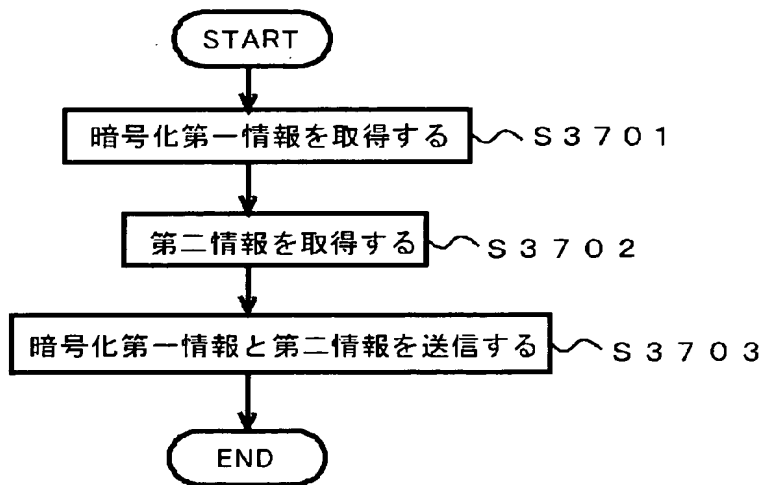 START
暗号化第一情報を取得する
S3701
第二情報を取得する
S3702
暗号化第一情報と第二情報を送信する
S3703
END